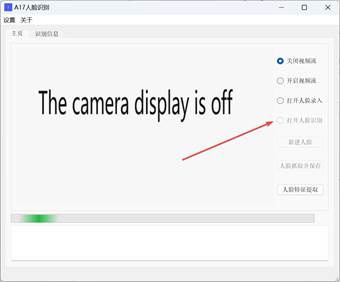 A17人脸识别
设置 关于
主页 识别信息
The camera display is off
关闭视频流
开启视频流
打开人脸录入
打开人脸识别
新建人脸
人脸抓取并保存
人脸特征提取